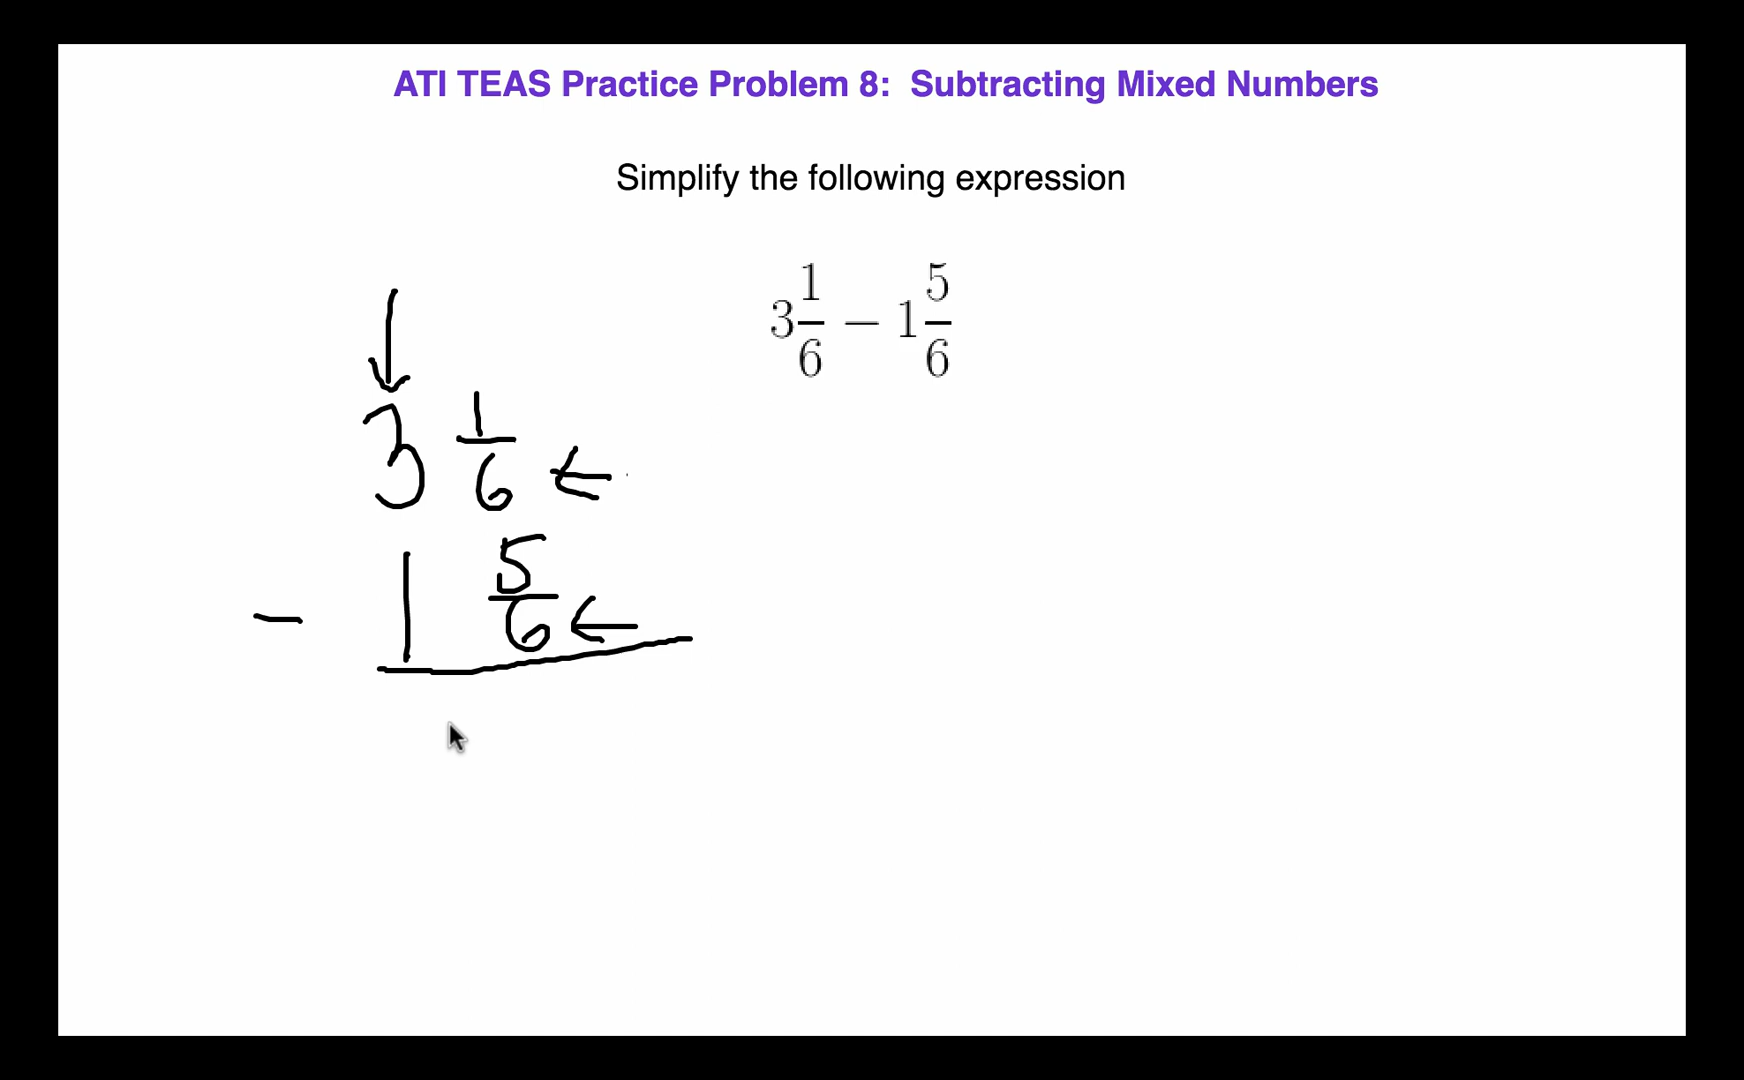 ATI TEAS Practice Problem 8: Subtracting Mixed Numbers
Simplify the following expression
3 1/6 − 1 5/6
3 1/6
− 1 5/6